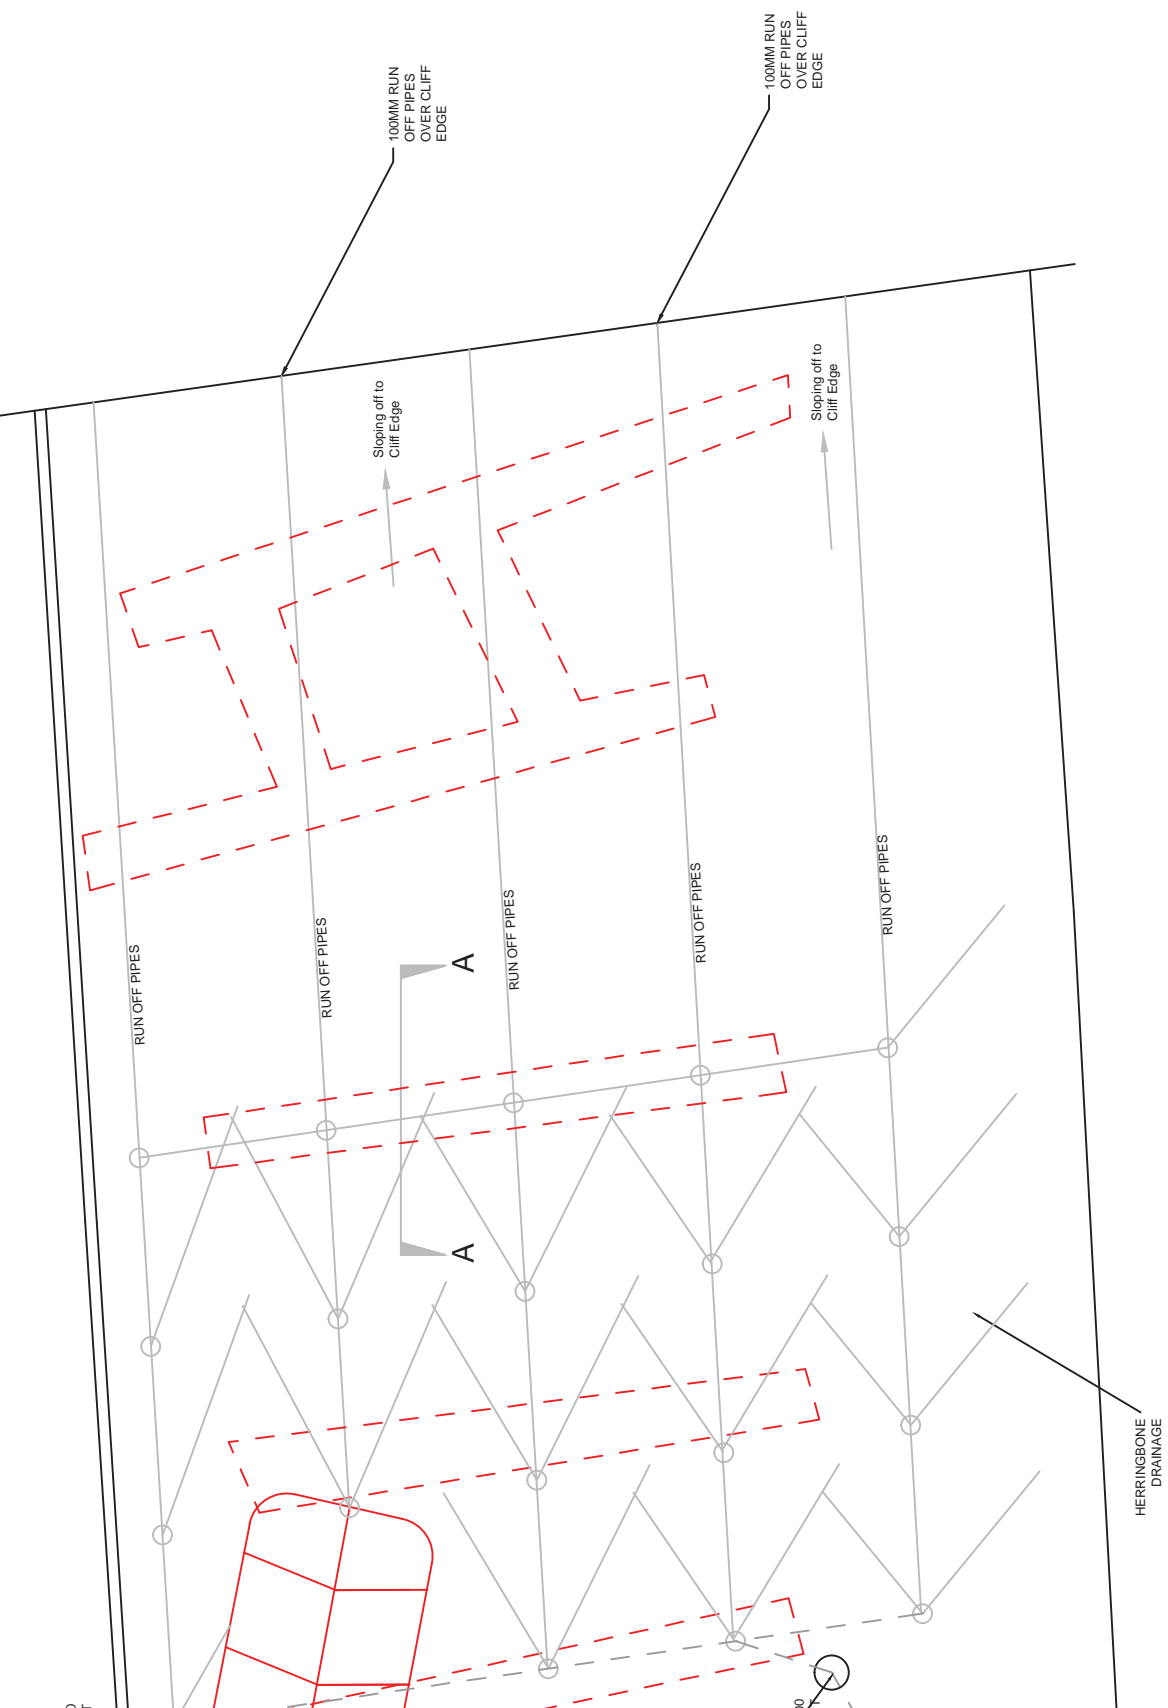 100MM RUN
OFF PIPES
OVER CLIFF
EDGE
100MM RUN
OFF PIPES
OVER CLIFF
EDGE
Sloping off to
Cliff Edge
Sloping off to
Cliff Edge
RUN OFF PIPES
RUN OFF PIPES
RUN OFF PIPES
RUN OFF PIPES
RUN OFF PIPES
A
A
HERRINGBONE
DRAINAGE